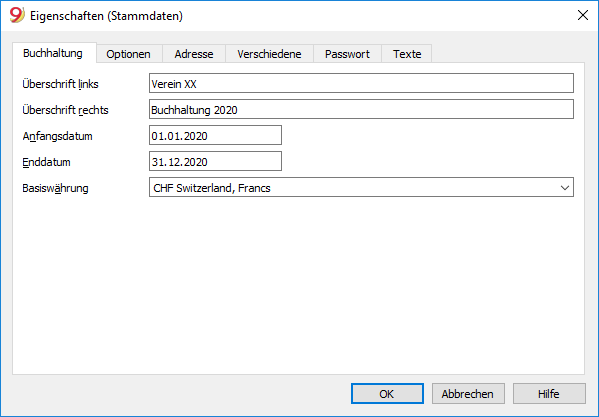 9 Eigenschaften (Stammdaten)
Buchhaltung Optionen Adresse Verschiedene Passwort Texte
Überschrift links Verein XX
Überschrift rechts Buchhaltung 2020
Anfangsdatum 01.01.2020
Enddatum 31.12.2020
Basiswährung CHF Switzerland, Francs
OK Abbrechen Hilfe